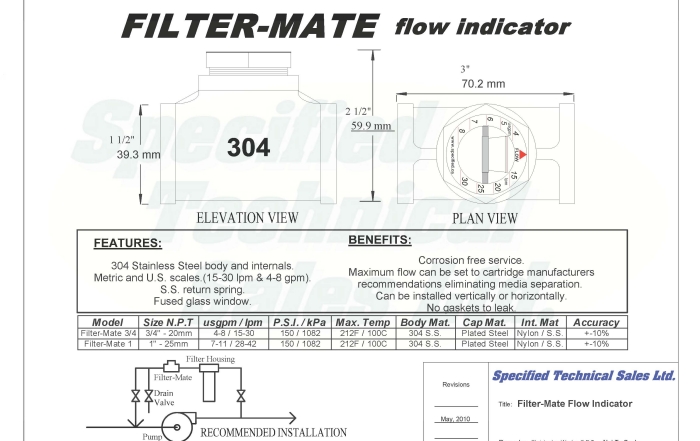 FILTER-MATE flow indicator
3"
70.2 mm
2 1/2"
59.9 mm
1 1/2"
39.3 mm
304
4
5
6
7
8
FLOW
15
20
25
30
ELEVATION VIEW
PLAN VIEW
Specified
Technical
Sales Ltd.
FEATURES:
304 Stainless Steel body and internals.
Metric and U.S. scales.(15-30 lpm & 4-8 gpm).
S.S. return spring.
Fused glass window.
BENEFITS:
Corrosion free service.
Maximum flow can be set to cartridge manufacturers
recommendations eliminating media separation.
Can be installed vertically or horizontally.
No gaskets to leak.
Model Size N.P.T usgpm / lpm P.S.I. / kPa Max. Temp Body Mat. Cap Mat. Int. Mat Accuracy
Filter-Mate 3/4 3/4" - 20mm 4-8 / 15-30 150 / 1082 212F / 100C 304 S.S. Plated Steel Nylon / S.S. +-10%
Filter-Mate 1 1" - 25mm 7-11 / 28-42 150 / 1082 212F / 100C 304 S.S. Plated Steel Nylon / S.S. +-10%
Filter Housing
Filter-Mate
Drain
Valve
Pump
RECOMMENDED INSTALLATION
Revisions
May, 2010
Specified Technical Sales Ltd.
Title: Filter-Mate Flow Indicator